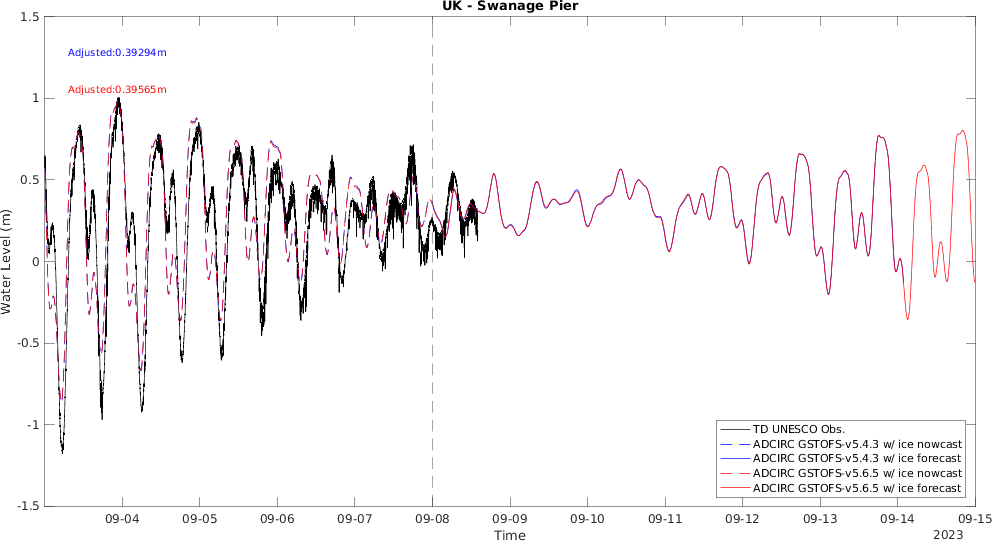 UK - Swanage Pier
1.5
1
0.5
0
-0.5
-1
-1.5
Water Level (m)
Adjusted:0.39294m
Adjusted:0.39565m
TD UNESCO Obs.
ADCIRC GSTOFS-v5.4.3 w/ ice nowcast
ADCIRC GSTOFS-v5.4.3 w/ ice forecast
ADCIRC GSTOFS-v5.6.5 w/ ice nowcast
ADCIRC GSTOFS-v5.6.5 w/ ice forecast
09-04 09-05 09-06 09-07 09-08 09-09 09-10 09-11 09-12 09-13 09-14 09-15
Time
2023